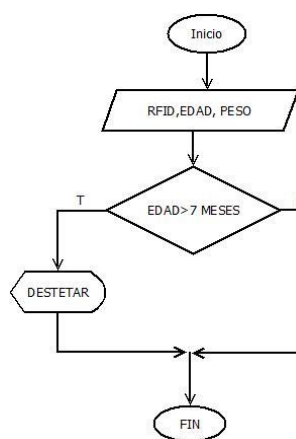 Inicio
RFID,EDAD, PESO
EDAD>7 MESES
T
DESTETAR
FIN